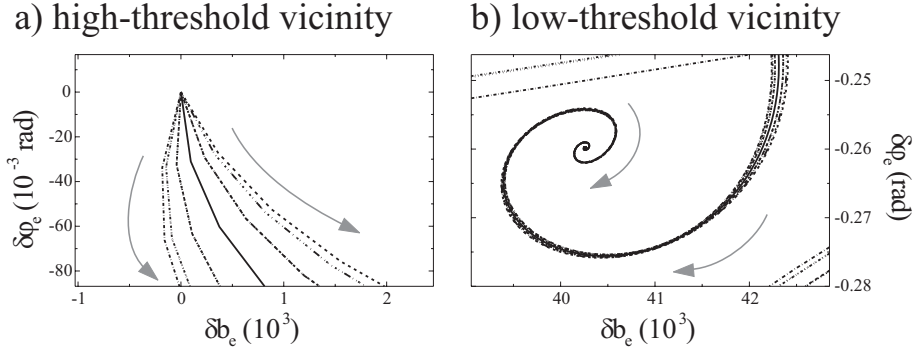 a) high-threshold vicinity
b) low-threshold vicinity
0
-20
-40
-60
-80
δφe (10⁻³ rad)
-1
0
1
2
δbe (10³)
-0.25
-0.26
-0.27
-0.28
δφe (rad)
40
41
42
δbe (10³)